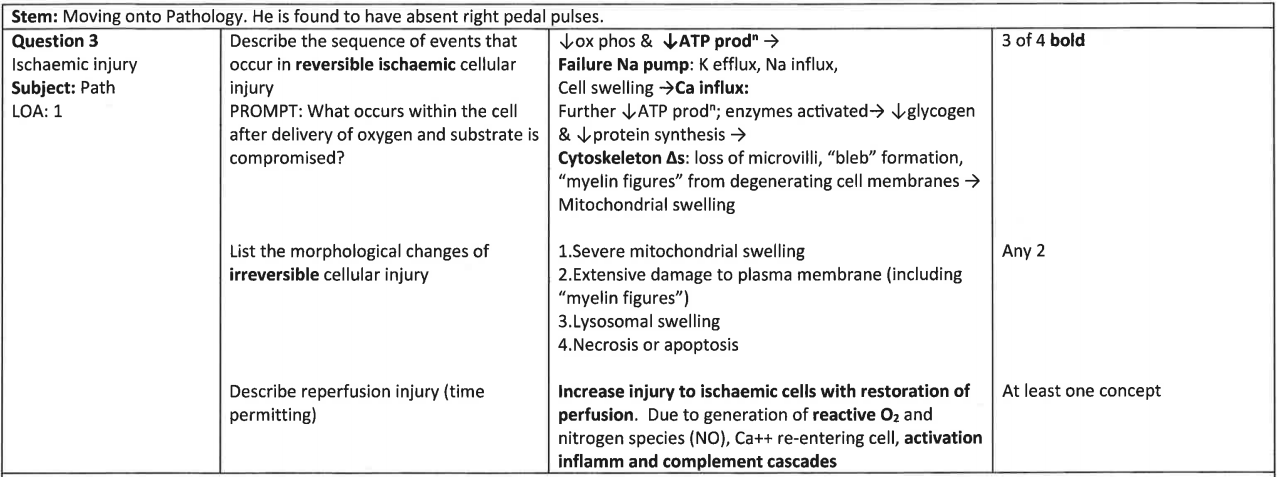 Stem: Moving onto Pathology. He is found to have absent right pedal pulses.
Question 3
Ischaemic injury
Subject: Path
LOA: 1
Describe the sequence of events that
occur in reversible ischaemic cellular
injury
PROMPT: What occurs within the cell
after delivery of oxygen and substrate is
compromised?
↓ox phos & ↓ATP prodⁿ →
Failure Na pump: K efflux, Na influx,
Cell swelling →Ca influx:
Further ↓ATP prodⁿ; enzymes activated→ ↓glycogen
& ↓protein synthesis →
Cytoskeleton Δs: loss of microvilli, “bleb” formation,
“myelin figures” from degenerating cell membranes →
Mitochondrial swelling
3 of 4 bold
List the morphological changes of
irreversible cellular injury
1.Severe mitochondrial swelling
2.Extensive damage to plasma membrane (including
“myelin figures”)
3.Lysosomal swelling
4.Necrosis or apoptosis
Any 2
Describe reperfusion injury (time
permitting)
Increase injury to ischaemic cells with restoration of
perfusion. Due to generation of reactive O₂ and
nitrogen species (NO), Ca++ re-entering cell, activation
inflamm and complement cascades
At least one concept